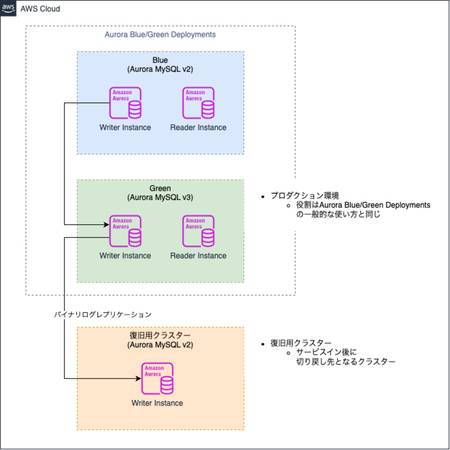 aws
AWS Cloud
Aurora Blue/Green Deployments
Blue
(Aurora MySQL v2)
Amazon
Aurora
Writer Instance
Amazon
Aurora
Reader Instance
Green
(Aurora MySQL v3)
Amazon
Aurora
Writer Instance
Amazon
Aurora
Reader Instance
プロダクション環境
役割はAurora Blue/Green Deployments
の一般的な使い方と同じ
バイナリログレプリケーション
復旧用クラスター
(Aurora MySQL v2)
Amazon
Aurora
Writer Instance
復旧用クラスター
サービスイン後に
切り戻し先となるクラスター